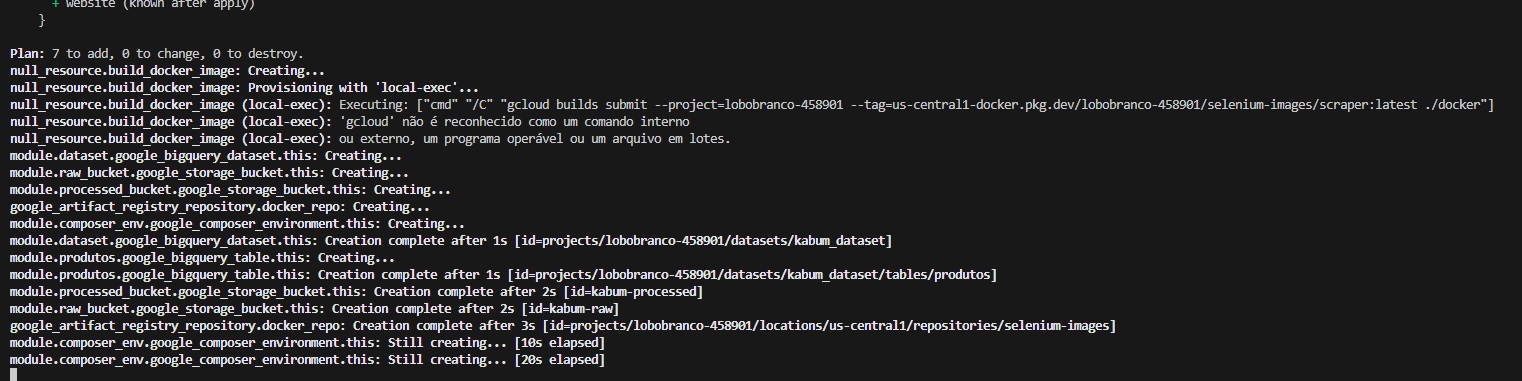 + website (known after apply)
}
Plan: 7 to add, 0 to change, 0 to destroy.
null_resource.build_docker_image: Creating...
null_resource.build_docker_image: Provisioning with 'local-exec'...
null_resource.build_docker_image (local-exec): Executing: ["cmd" "/C" "gcloud builds submit --project=lobobranco-458901 --tag=us-central1-docker.pkg.dev/lobobranco-458901/selenium-images/scraper:latest ./docker"]
null_resource.build_docker_image (local-exec): 'gcloud' não é reconhecido como um comando interno
null_resource.build_docker_image (local-exec): ou externo, um programa operável ou um arquivo em lotes.
module.dataset.google_bigquery_dataset.this: Creating...
module.raw_bucket.google_storage_bucket.this: Creating...
module.processed_bucket.google_storage_bucket.this: Creating...
google_artifact_registry_repository.docker_repo: Creating...
module.composer_env.google_composer_environment.this: Creating...
module.dataset.google_bigquery_dataset.this: Creation complete after 1s [id=projects/lobobranco-458901/datasets/kabum_dataset]
module.produtos.google_bigquery_table.this: Creating...
module.produtos.google_bigquery_table.this: Creation complete after 1s [id=projects/lobobranco-458901/datasets/kabum_dataset/tables/produtos]
module.processed_bucket.google_storage_bucket.this: Creation complete after 2s [id=kabum-processed]
module.raw_bucket.google_storage_bucket.this: Creation complete after 2s [id=kabum-raw]
google_artifact_registry_repository.docker_repo: Creation complete after 3s [id=projects/lobobranco-458901/locations/us-central1/repositories/selenium-images]
module.composer_env.google_composer_environment.this: Still creating... [10s elapsed]
module.composer_env.google_composer_environment.this: Still creating... [20s elapsed]